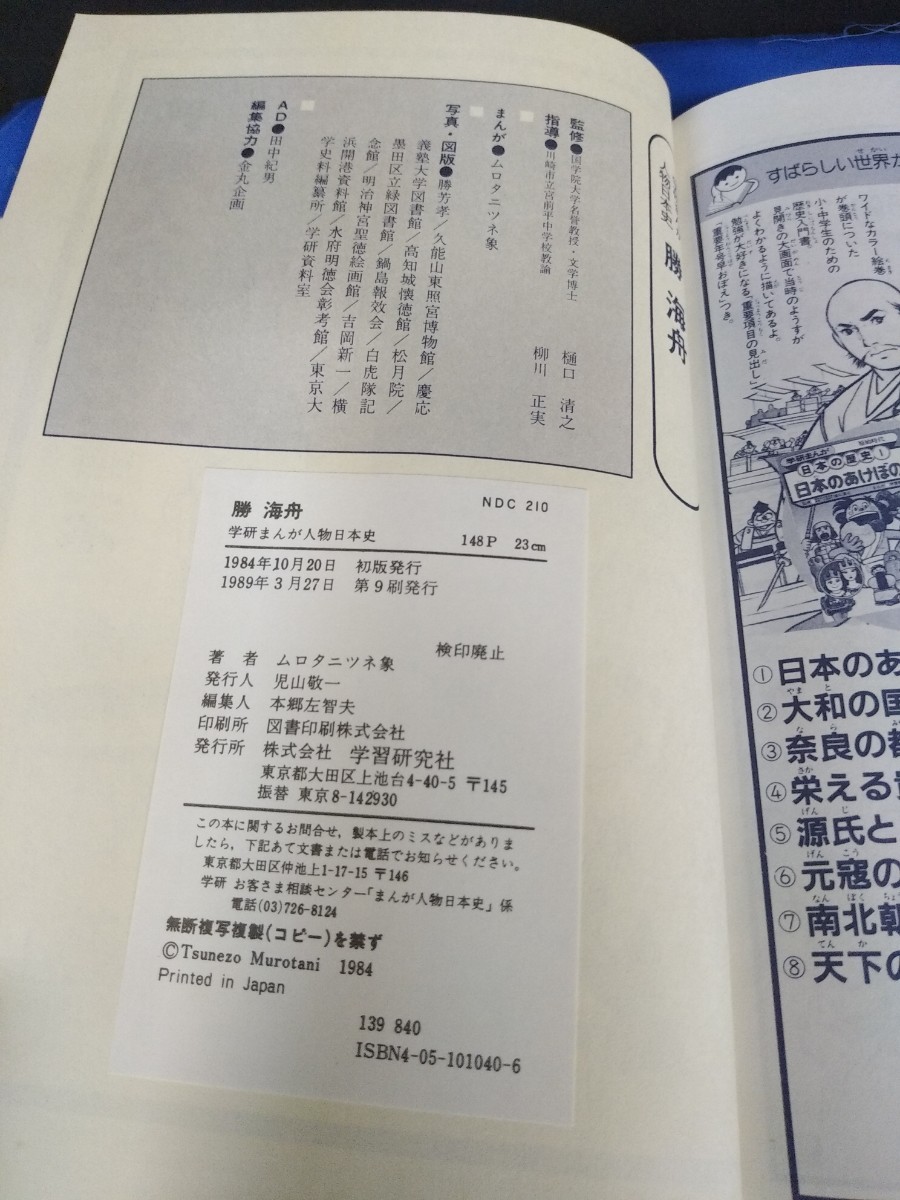 勝 海舟
監修●国学院大学名誉教授・文学博士 樋口 清之
指導●川崎市立宮前平中学校教諭 柳川 正実
まんが●ムロタニツネ象
写真・図版●勝芳孝/久能山東照宮博物館/慶応
義塾大学図書館/高知城懐徳館/松月院/
墨田区立緑図書館/鍋島報效会/白虎隊記
念館/明治神宮聖徳絵画館/吉岡新一/横
浜開港資料館/水府明徳会彰考館/東京大
学史料編纂所/学研資料室
AD●田中紀男
編集協力●金丸企画
勝 海舟
NDC 210
学研まんが人物日本史
148P 23cm
1984年10月20日 初版発行
1989年3月27日 第9刷発行
検印廃止
著者 ムロタニツネ象
発行人 児山敬一
編集人 本郷左智夫
印刷所 図書印刷株式会社
発行所 株式会社 学習研究社
東京都大田区上池台4-40-5 〒145
振替 東京8-142930
この本に関するお問合せ,製本上のミスなどがありま
したら,下記あて文書または電話でお知らせください。
東京都大田区仲池上1-17-15 〒146
学研 お客さま相談センター「まんが人物日本史」係
電話(03)726-8124
無断複写複製(コピー)を禁ず
©Tsunezo Murotani 1984
Printed in Japan
139 840
ISBN4-05-101040-6
すばらしい世界が
ワイドなカラー絵巻
が巻頭についた
小・中学生のための
歴史入門書。
見開きの大画面で当時のようすが
よくわかるように描いてあるよ。
勉強が大好きになる「重要項目の見出し」
「重要年号早おぼえ」つき。
学研まんが
日本の歴史①
日本のあけぼの
①日本のあ
②大和の国
③奈良の都
④栄える貴
⑤源氏と
⑥元寇の
⑦南北朝
⑧天下の